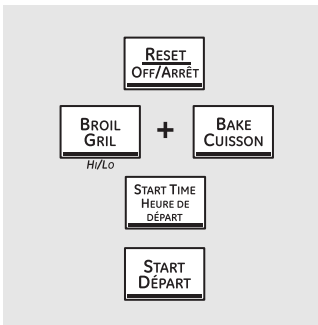 RESET
OFF/ARRÊT
BROIL
GRIL
+
BAKE
CUISSON
HI/LO
START TIME
HEURE DE
DÉPART
START
DÉPART